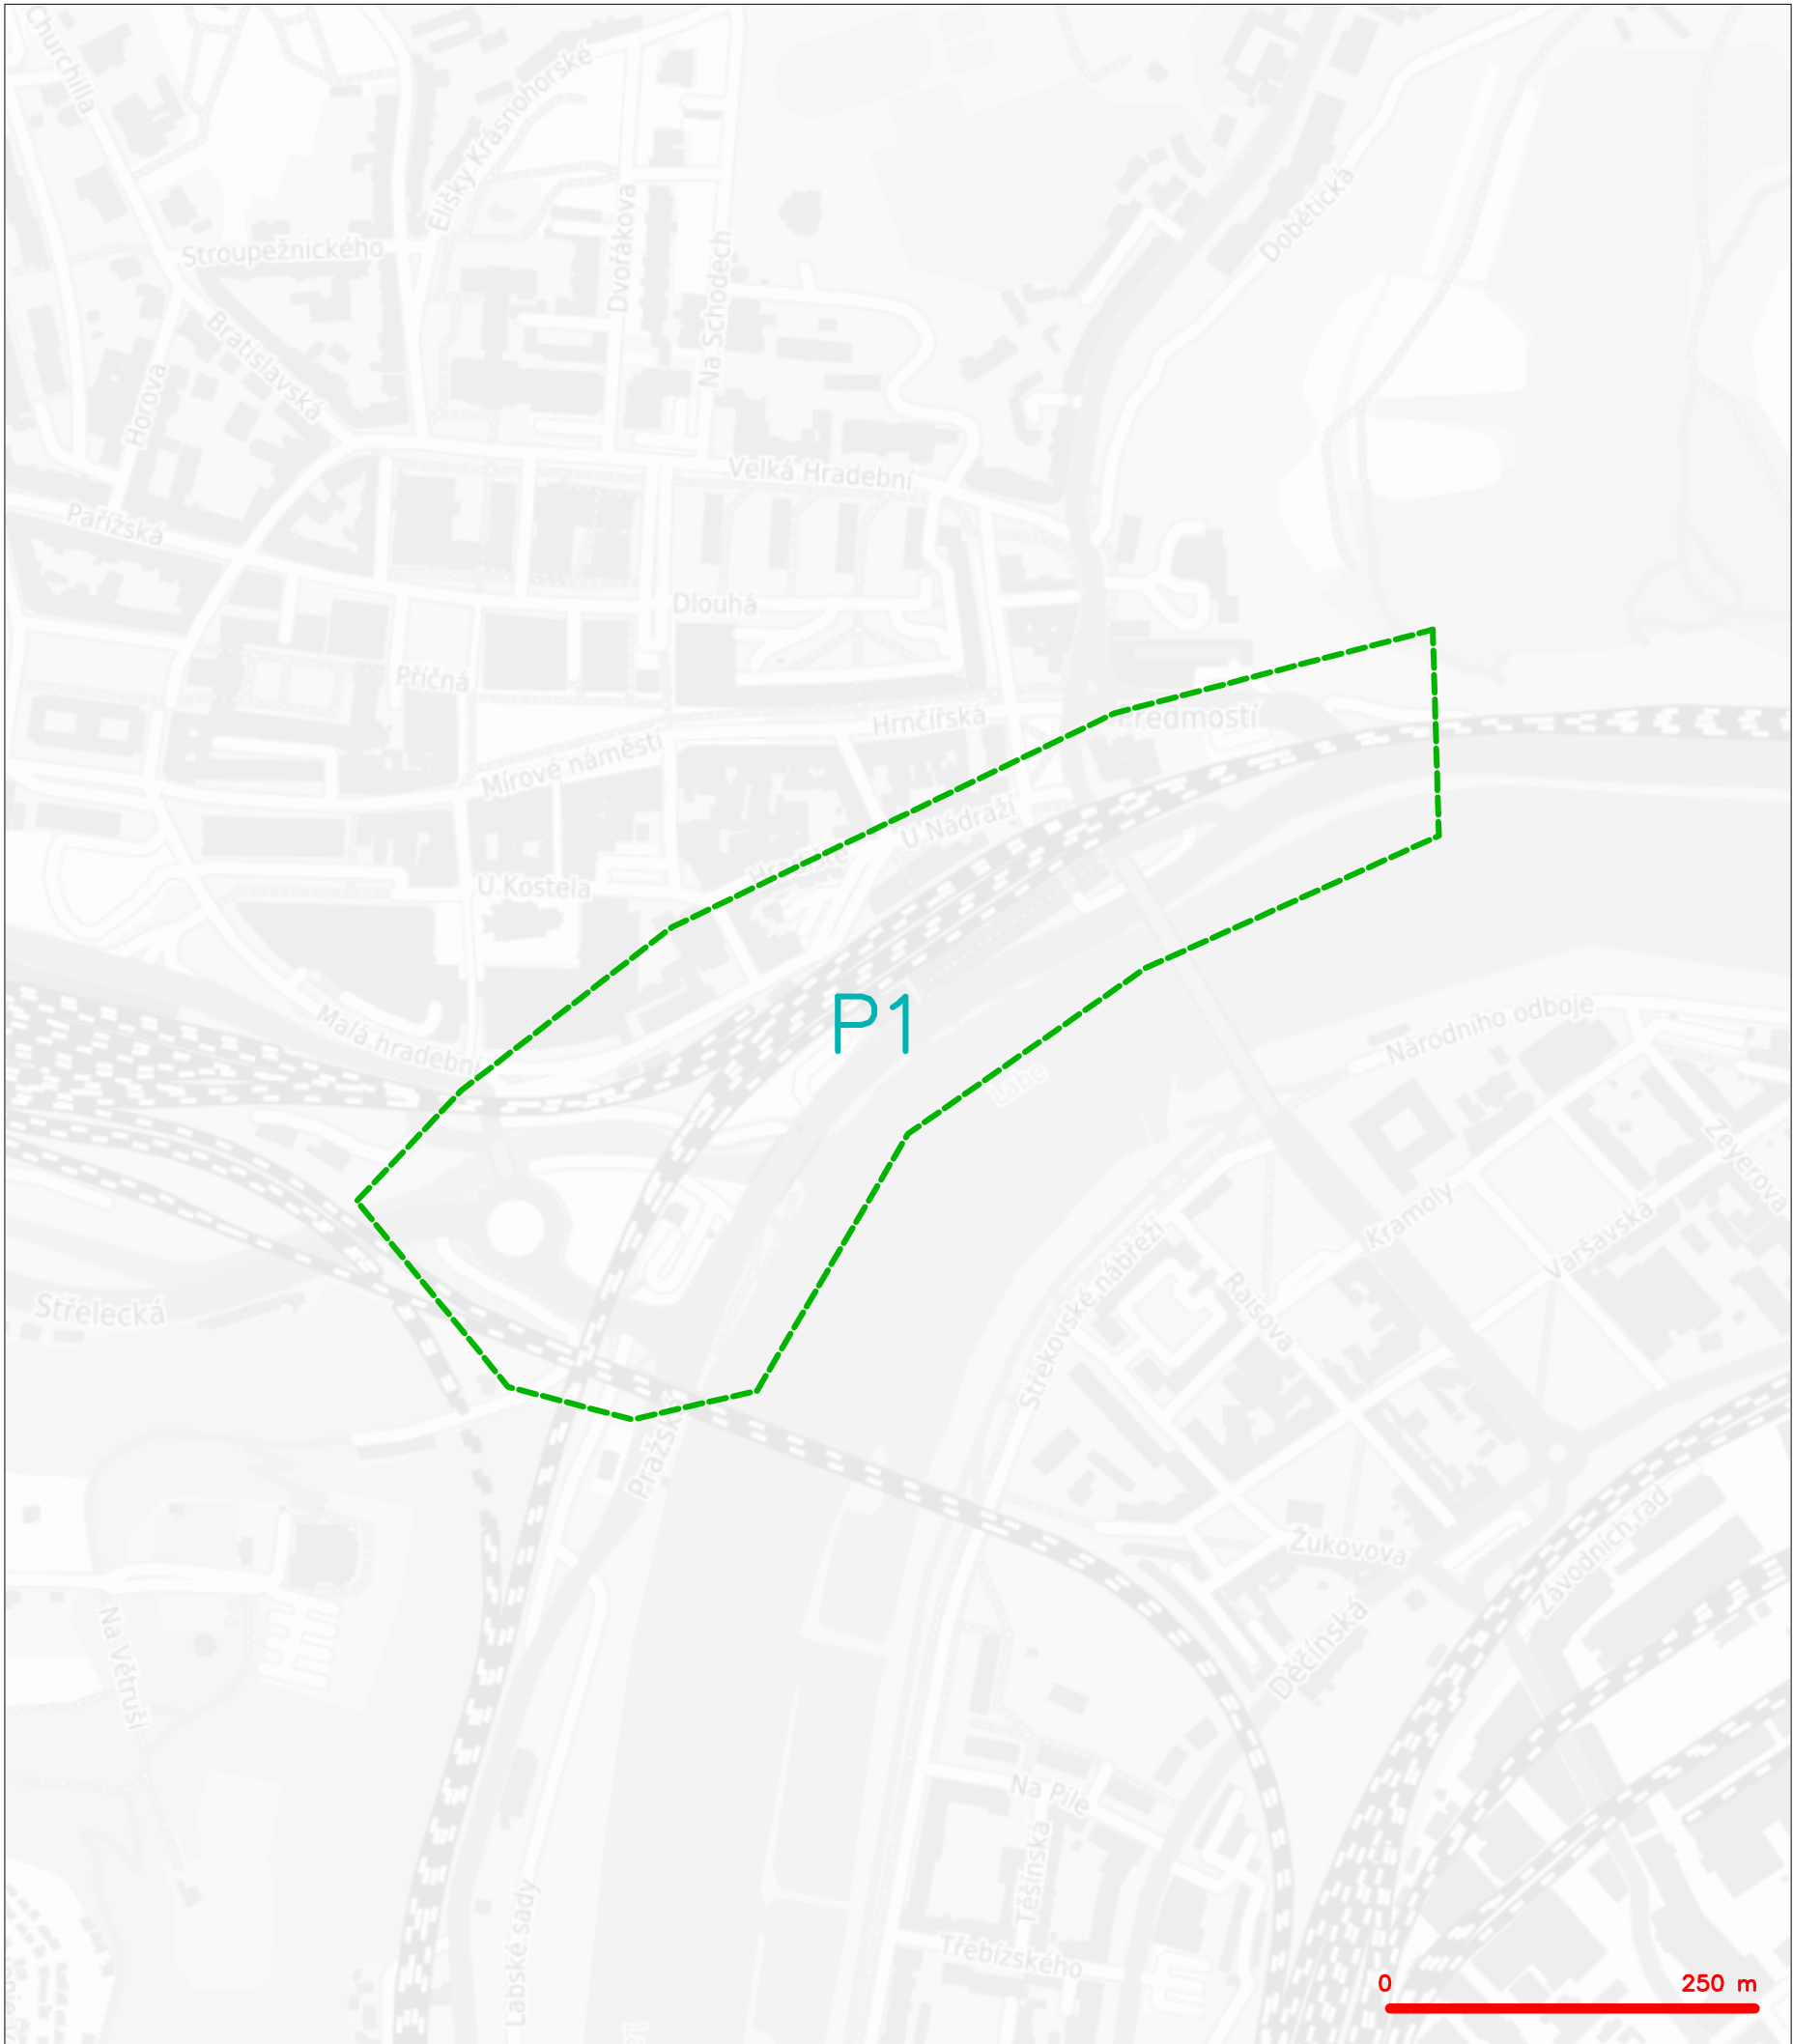 Churchilla
Elišky Krásnohorské
Stroupežnického
Dvořákova
Na Schodech
Dobětická
Bratislavská
Horova
Velká Hradební
Pařížská
Dlouhá
Příčná
Hrnčířská
Předmostí
Mírové náměstí
U Nádraží
Hradiště
U Kostela
P1
Malá hradební
Národního odboje
Labe
Zeyerova
Kramoly
Varšavská
Střekovské nábřeží
Raisova
Střelecká
Pražská
Žukovova
Závodních
Na Větruši
Děčínská
Na Pile
Těšínská
Třebízského
Labské sady
0 250 m